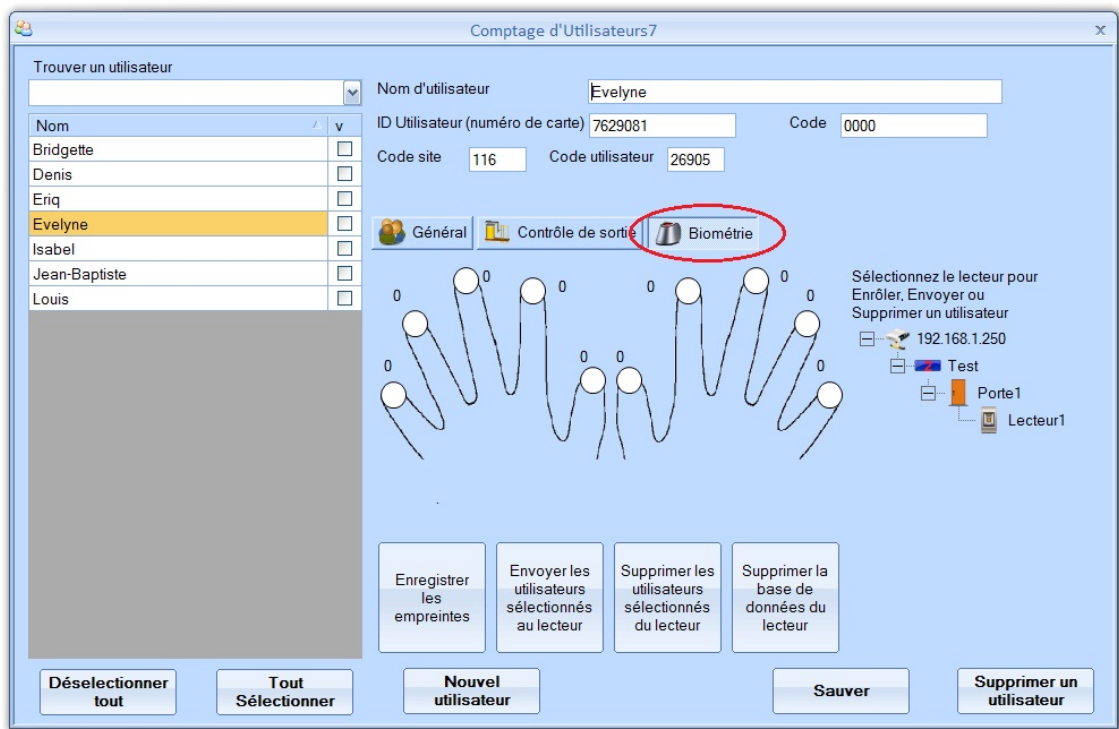 Comptage d'Utilisateurs7
x
Trouver un utilisateur
Nom
v
Bridgette
Denis
Eriq
Evelyne
Isabel
Jean-Baptiste
Louis
Nom d'utilisateur
Evelyne
ID Utilisateur (numéro de carte)
7629081
Code
0000
Code site
116
Code utilisateur
26905
Général
Contrôle de sortie
Biométrie
0
0
0
0
0
0
0
0
0
0
Sélectionnez le lecteur pour
Enrôler, Envoyer ou
Supprimer un utilisateur
192.168.1.250
Test
Porte1
Lecteur1
Enregistrer
les
empreintes
Envoyer les
utilisateurs
sélectionnés
au lecteur
Supprimer les
utilisateurs
sélectionnés
du lecteur
Supprimer la
base de
données du
lecteur
Déselectionner
tout
Tout
Sélectionner
Nouvel
utilisateur
Sauver
Supprimer un
utilisateur